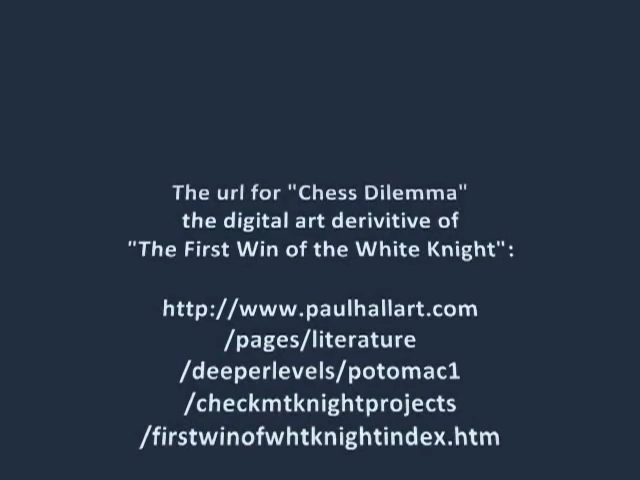 The url for "Chess Dilemma"
the digital art derivitive of
"The First Win of the White Knight":
http://www.paulhallart.com
/pages/literature
/deeperlevels/potomac1
/checkmtknightprojects
/firstwinofwhtknightindex.htm